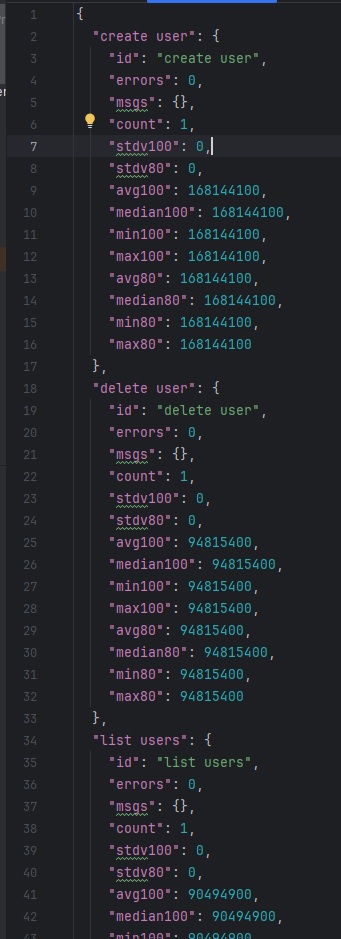 1 {
2 "create user": {
3 "id": "create user",
4 "errors": 0,
5 "msgs": {},
6 "count": 1,
7 "stdv100": 0,
8 "stdv80": 0,
9 "avg100": 168144100,
10 "median100": 168144100,
11 "min100": 168144100,
12 "max100": 168144100,
13 "avg80": 168144100,
14 "median80": 168144100,
15 "min80": 168144100,
16 "max80": 168144100
17 },
18 "delete user": {
19 "id": "delete user",
20 "errors": 0,
21 "msgs": {},
22 "count": 1,
23 "stdv100": 0,
24 "stdv80": 0,
25 "avg100": 94815400,
26 "median100": 94815400,
27 "min100": 94815400,
28 "max100": 94815400,
29 "avg80": 94815400,
30 "median80": 94815400,
31 "min80": 94815400,
32 "max80": 94815400
33 },
34 "list users": {
35 "id": "list users",
36 "errors": 0,
37 "msgs": {},
38 "count": 1,
39 "stdv100": 0,
40 "stdv80": 0,
41 "avg100": 90494900,
42 "median100": 90494900,
43 "min100": 90494900